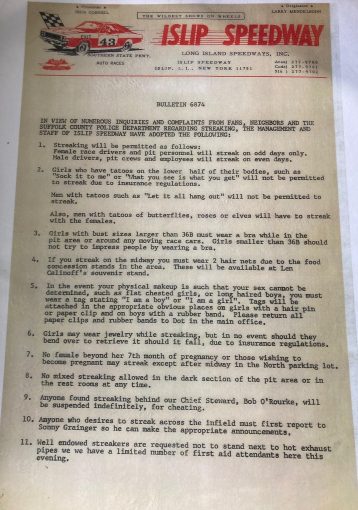 THE WILDEST SHOWS ON WHEELS
LARRY MENDELSOHN
ISLIP SPEEDWAY
43
SOUTHERN STATE PKWY.
LONG ISLAND SPEEDWAYS, INC.
AUTO RACES
ISLIP SPEEDWAY
ISLIP, L.I., NEW YORK 11751
BULLETIN 6874
IN VIEW OF NUMEROUS INQUIRIES AND COMPLAINTS FROM FANS, NEIGHBORS AND THE
SUFFOLK COUNTY POLICE DEPARTMENT REGARDING STREAKING, THE MANAGEMENT AND
STAFF OF ISLIP SPEEDWAY HAVE ADOPTED THE FOLLOWING:
1. Streaking will be permitted as follows:
Female race drivers and pit personnel will streak on odd days only.
Male drivers, pit crews and employees will streak on even days.
2. Girls who have tatoos on the lower half of their bodies, such as
"Sock it to me" or "What you see is what you get" will not be permitted
to streak due to insurance regulations.
Men with tatoos such as "Let it all hang out" will not be permitted to
streak.
Also, men with tatoos of butterflies, roses or elves will have to streak
with the females.
3. Girls with bust sizes larger than 36B must wear a bra while in the
pit area or around any moving race cars. Girls smaller than 36B should
not try to impress people by wearing a bra.
4. If you streak on the midway you must wear 2 hair nets due to the food
concession stands in the area. These will be available at Len
Calinoff's souvenir stand.
5. In the event your physical makeup is such that your sex cannot be
determined, such as flat chested girls, or long haired boys, you must
wear a tag stating "I am a boy" or "I am a girl". Tags will be
attached in the appropriate obvious place on girls with a hair pin
or paper clip and on boys with a rubber band. Please return all
paper clips and rubber bands to Dot in the main office.
6. Girls may wear jewelry while streaking, but in no event should they
bend over to retrieve it should it fall, due to insurance regulations.
7. No female beyond her 7th month of pregnancy or those wishing to
become pregnant may streak except after midway in the North parking lot.
8. No mixed streaking allowed in the dark section of the pit area or in
the rest rooms at any time.
9. Anyone found streaking behind our Chief Steward, Bob O'Rourke, will
be suspended indefinitely, for cheating.
10. Anyone who desires to streak across the infield must first report to
Sonny Grainger so he can make the appropriate announcements.
11. Well endowed streakers are requested not to stand next to hot exhaust
pipes we we have a limited number of first aid attendents here this
evening.